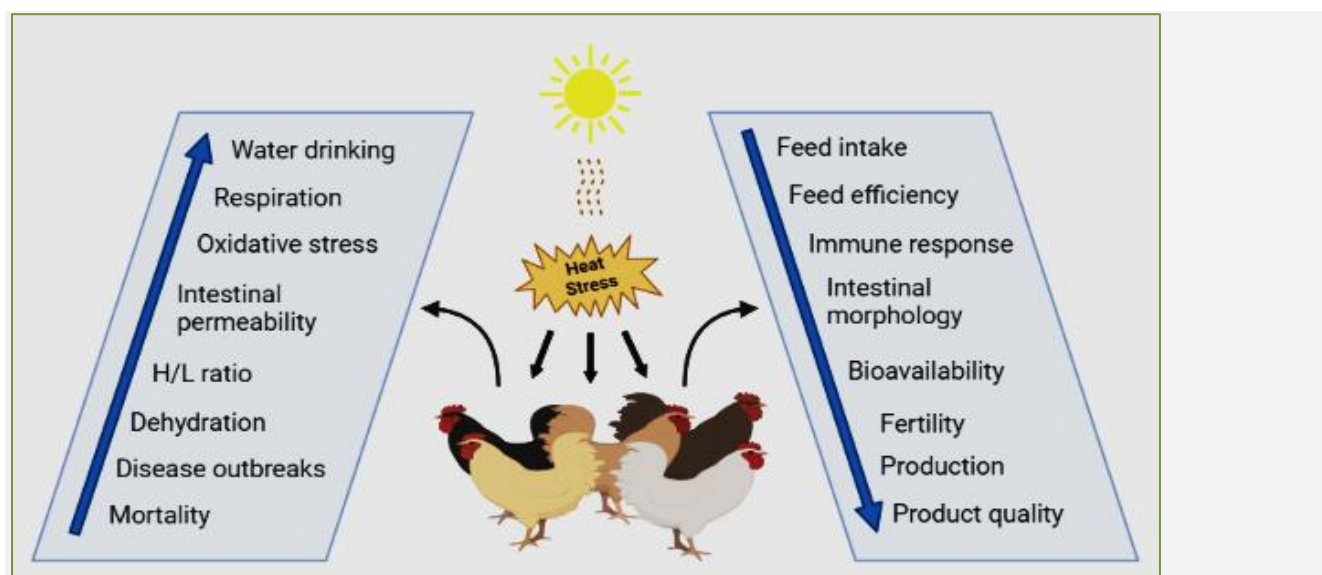 Water drinking
Respiration
Oxidative stress
Intestinal
permeability
H/L ratio
Dehydration
Disease outbreaks
Mortality
Heat
Stress
Feed intake
Feed efficiency
Immune response
Intestinal
morphology
Bioavailability
Fertility
Production
Product quality